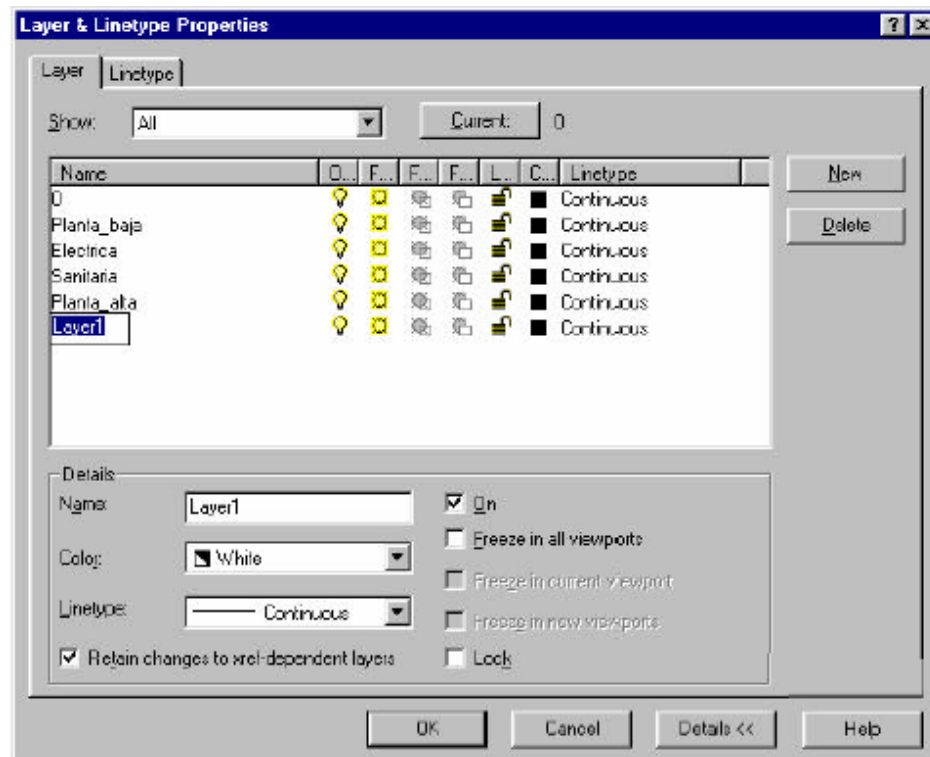 Layer & Linetype Properties
Layer Linetype
Show: All Current: 0
Name O... F... F... F... L... C... Linetype
0 Continuous
Planta_baja Continuous
Electrica Continuous
Sanitaria Continuous
Planta_alta Continuous
Layer1 Continuous
New
Delete
Details
Name: Layer1
Color: White
Linetype: Continuous
Retain changes to xref-dependent layers
On
Freeze in all viewports
Freeze in current viewport
Freeze in new viewports
Lock
OK Cancel Details << Help